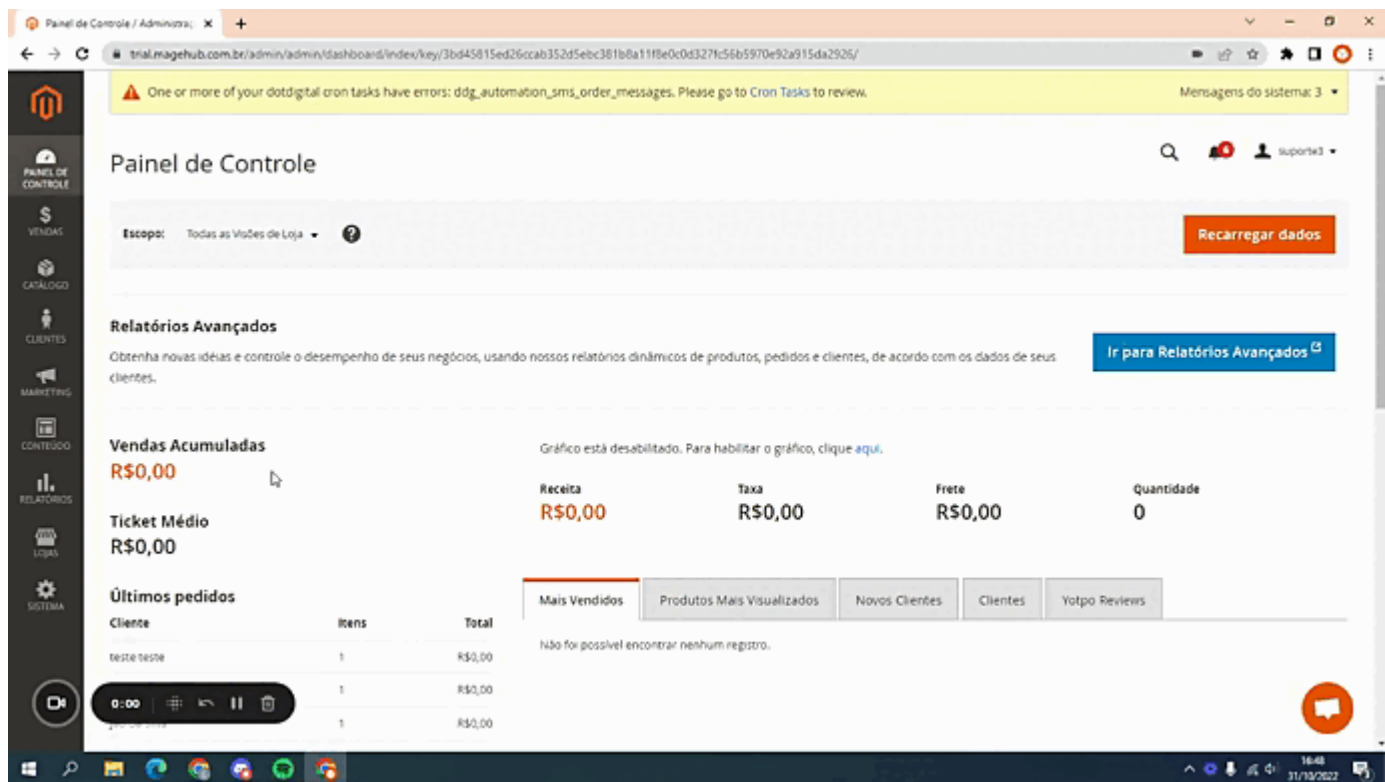 Painel de Controle / Administraç
trial.magehub.com.br/admin/admin/dashboard/index/key/3bd45815ed26ccab352d5ebc381b8a11f8e0c0d327fc56b5970e92a915da2926/
One or more of your dotdigital cron tasks have errors: ddg_automation_sms_order_messages. Please go to Cron Tasks to review.
Mensagens do sistema: 3
Painel de Controle
suporte3
PAINEL DE CONTROLE
VENDAS
CATÁLOGO
CLIENTES
MARKETING
CONTEÚDO
RELATÓRIOS
LOJAS
SISTEMA
Escopo: Todas as Visões de Loja
Recarregar dados
Relatórios Avançados
Obtenha novas idéias e controle o desempenho de seus negócios, usando nossos relatórios dinâmicos de produtos, pedidos e clientes, de acordo com os dados de seus
clientes.
Ir para Relatórios Avançados
Vendas Acumuladas
R$0,00
Ticket Médio
R$0,00
Gráfico está desabilitado. Para habilitar o gráfico, clique aqui.
Receita Taxa Frete Quantidade
R$0,00 R$0,00 R$0,00 0
Últimos pedidos
Cliente Itens Total
teste teste 1 R$0,00
1 R$0,00
1 R$0,00
Mais Vendidos Produtos Mais Visualizados Novos Clientes Clientes Yotpo Reviews
Não foi possível encontrar nenhum registro.
0:00
16:48
31/10/2022